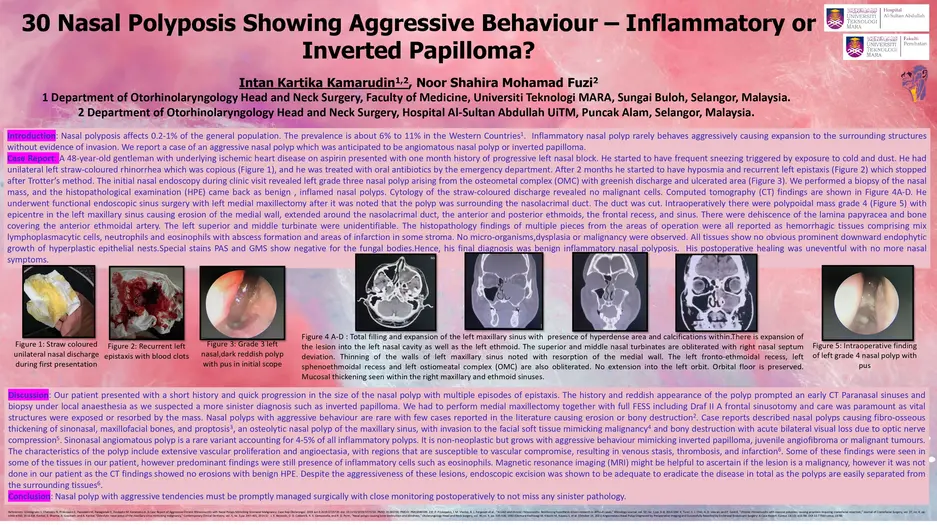 30 Nasal Polyposis Showing Aggressive Behaviour – Inflammatory or
Inverted Papilloma?
UNIVERSITI
TEKNOLOGI
MARA
Hospital
Al-Sultan Abdullah
UNIVERSITI
TEKNOLOGI
MARA
Fakulti
Perubatan
Intan Kartika Kamarudin1,2, Noor Shahira Mohamad Fuzi2
1 Department of Otorhinolaryngology Head and Neck Surgery, Faculty of Medicine, Universiti Teknologi MARA, Sungai Buloh, Selangor, Malaysia.
2 Department of Otorhinolaryngology Head and Neck Surgery, Hospital Al-Sultan Abdullah UiTM, Puncak Alam, Selangor, Malaysia.
Introduction: Nasal polyposis affects 0.2-1% of the general population. The prevalence is about 6% to 11% in the Western Countries1. Inflammatory nasal polyp rarely behaves aggressively causing expansion to the surrounding structures
without evidence of invasion. We report a case of an aggressive nasal polyp which was anticipated to be angiomatous nasal polyp or inverted papilloma.
Case Report: A 48-year-old gentleman with underlying ischemic heart disease on aspirin presented with one month history of progressive left nasal block. He started to have frequent sneezing triggered by exposure to cold and dust. He had
unilateral left straw-coloured rhinorrhea which was copious (Figure 1), and he was treated with oral antibiotics by the emergency department. After 2 months he started to have hyposmia and recurrent left epistaxis (Figure 2) which stopped
after Trotter's method. The initial nasal endoscopy during clinic visit revealed left grade three nasal polyp arising from the osteometal complex (OMC) with greenish discharge and ulcerated area (Figure 3). We performed a biopsy of the nasal
mass, and the histopathological examination (HPE) came back as benign , inflamed nasal polyps. Cytology of the straw-coloured discharge revealed no malignant cells. Computed tomography (CT) findings are shown in Figure 4A-D. He
underwent functional endoscopic sinus surgery with left medial maxillectomy after it was noted that the polyp was surrounding the nasolacrimal duct. The duct was cut. Intraoperatively there were polypoidal mass grade 4 (Figure 5) with
epicentre in the left maxillary sinus causing erosion of the medial wall, extended around the nasolacrimal duct, the anterior and posterior ethmoids, the frontal recess, and sinus. There were dehiscence of the lamina papyracea and bone
covering the anterior ethmoidal artery. The left superior and middle turbinate were unidentifiable. The histopathology findings of multiple pieces from the areas of operation were all reported as hemorrhagic tissues comprising mix
lymphoplasmacytic cells, neutrophils and eosinophils with abscess formation and areas of infarction in some stroma. No micro-organisms,dysplasia or malignancy were observed. All tissues show no obvious prominent downward endophytic
growth of hyperplastic epithelial nests.Special stains PAS and GMS show negative for the fungal bodies.Hence, his final diagnosis was benign inflammatory nasal polyposis. His postoperative healing was uneventful with no more nasal
symptoms.
Figure 1: Straw coloured
unilateral nasal discharge
during first presentation
Figure 2: Recurrent left
epistaxis with blood clots
Figure 3: Grade 3 left
nasal,dark reddish polyp
with pus in initial scope
Figure 4 A-D : Total filling and expansion of the left maxillary sinus with presence of hyperdense area and calcifications within.There is expansion of
the lesion into the left nasal cavity as well as the left ethmoid. The superior and middle nasal turbinates are obliterated with right nasal septum
deviation. Thinning of the walls of left maxillary sinus noted with resorption of the medial wall. The left fronto-ethmoidal recess, left
sphenoethmoidal recess and left ostiomeatal complex (OMC) are also obliterated. No extension into the left orbit. Orbital floor is preserved.
Mucosal thickening seen within the right maxillary and ethmoid sinuses.
Figure 5: Intraoperative finding
of left grade 4 nasal polyp with
pus
Discussion: Our patient presented with a short history and quick progression in the size of the nasal polyp with multiple episodes of epistaxis. The history and reddish appearance of the polyp prompted an early CT Paranasal Sinuses and
biopsy under local anaesthesia as we suspected a more sinister diagnosis such as inverted papilloma. We had to perform medial maxillectomy together with full FESS including Draf II A frontal sinusotomy and care was paramount as vital
structures were exposed or resorbed by the mass. Nasal polyps with aggressive behaviour are rare with few cases reported in the literature causing erosion or bony destruction2. Case reports described nasal polyps causing fibro-osseous
thickening of sinonasal, maxillofacial bones, and proptosis3, an osteolytic nasal polyp of the maxillary sinus, with invasion to the facial soft tissue mimicking malignancy4 and bony destruction with acute bilateral visual loss due to optic nerve
compression5. Sinonasal angiomatous polyp is a rare variant accounting for 4-5% of all inflammatory polyps. It is non-neoplastic but grows with aggressive behaviour mimicking inverted papilloma, juvenile angiofibroma or malignant tumours.
The characteristics of the polyp include extensive vascular proliferation and angioectasia, with regions that are susceptible to vascular compromise, resulting in venous stasis, thrombosis, and infarction6. Some of these findings were seen in
some of the tissues in our patient, however predominant findings were still presence of inflammatory cells such as eosinophils. Magnetic resonance imaging (MRI) might be helpful to ascertain if the lesion is a malignancy, however it was not
done in our patient as the CT findings showed no erosions with benign HPE. Despite the aggressiveness of these lesions, endoscopic excision was shown to be adequate to eradicate the disease in total as the polyps are easily separated from
the surrounding tissues6.
Conclusion: Nasal polyp with aggressive tendencies must be promptly managed surgically with close monitoring postoperatively to not miss any sinister pathology.